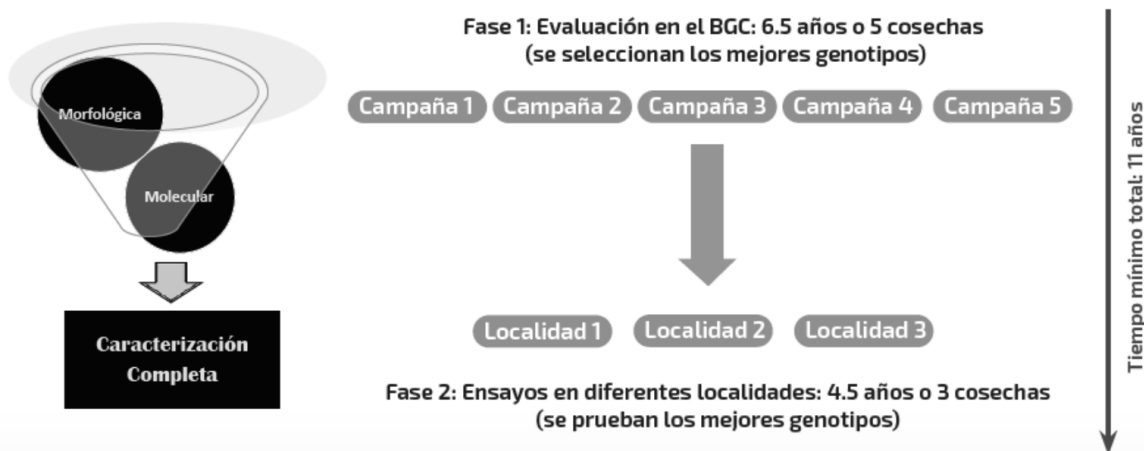 Morfológica
Molecular
Caracterización
Completa
Fase 1: Evaluación en el BGC: 6.5 años o 5 cosechas
(se seleccionan los mejores genotipos)
Campaña 1 Campaña 2 Campaña 3 Campaña 4 Campaña 5
Localidad 1 Localidad 2 Localidad 3
Fase 2: Ensayos en diferentes localidades: 4.5 años o 3 cosechas
(se prueban los mejores genotipos)
Tiempo mínimo total: 11 años